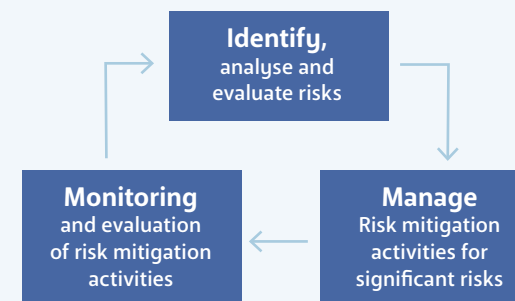 Identify,
analyse and
evaluate risks
Monitoring
and evaluation
of risk mitigation
activities
Manage
Risk mitigation
activities for
significant risks